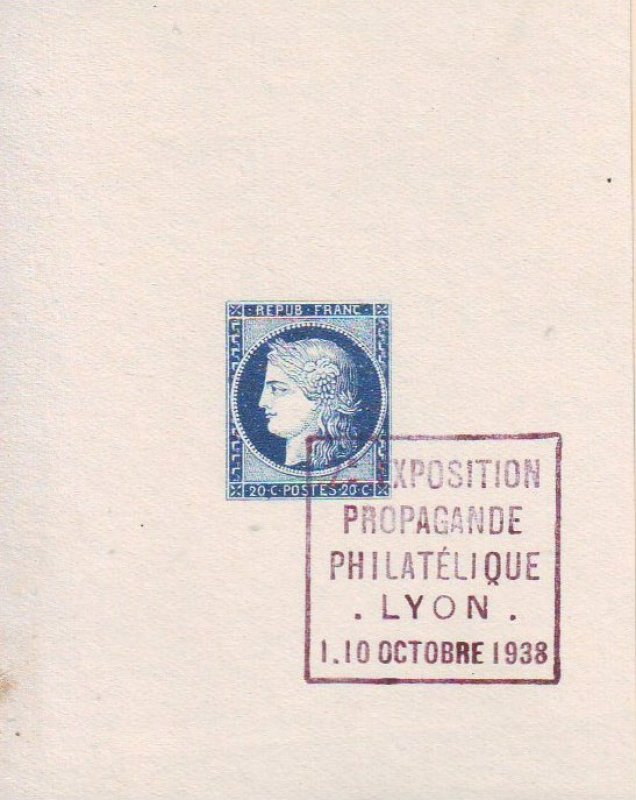 REPUB · FRANC ·
20 · C · POSTES · 20 · C ·
EXPOSITION
PROPAGANDE
PHILATÉLIQUE
. LYON .
1.10 OCTOBRE 1938